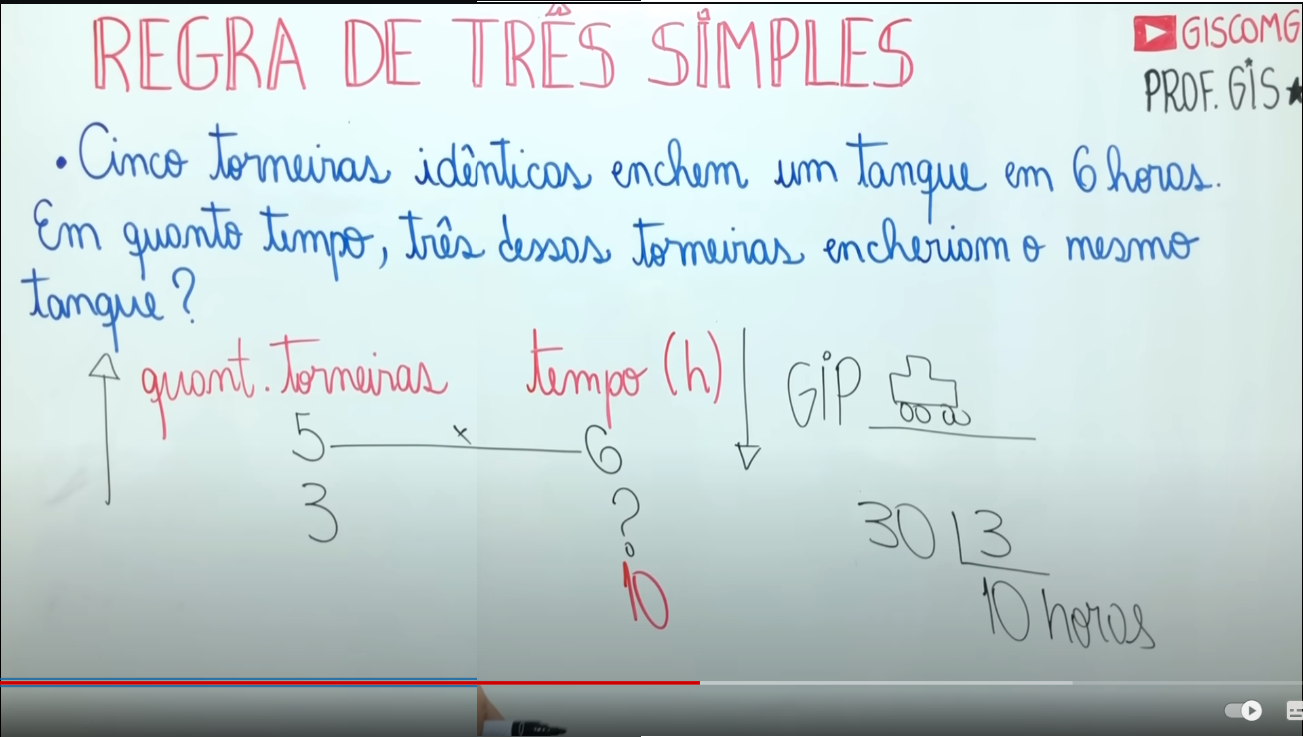 REGRA DE TRÊS SIMPLES
GISCOMG
PROF. GIS
• Cinco torneiras idênticas enchem um tanque em 6 horas.
Em quanto tempo, três dessas torneiras encheriam o mesmo
tanque?
quant. torneiras tempo (h)
GIP
5 x 6
3 ?
10
30 3
10 horas